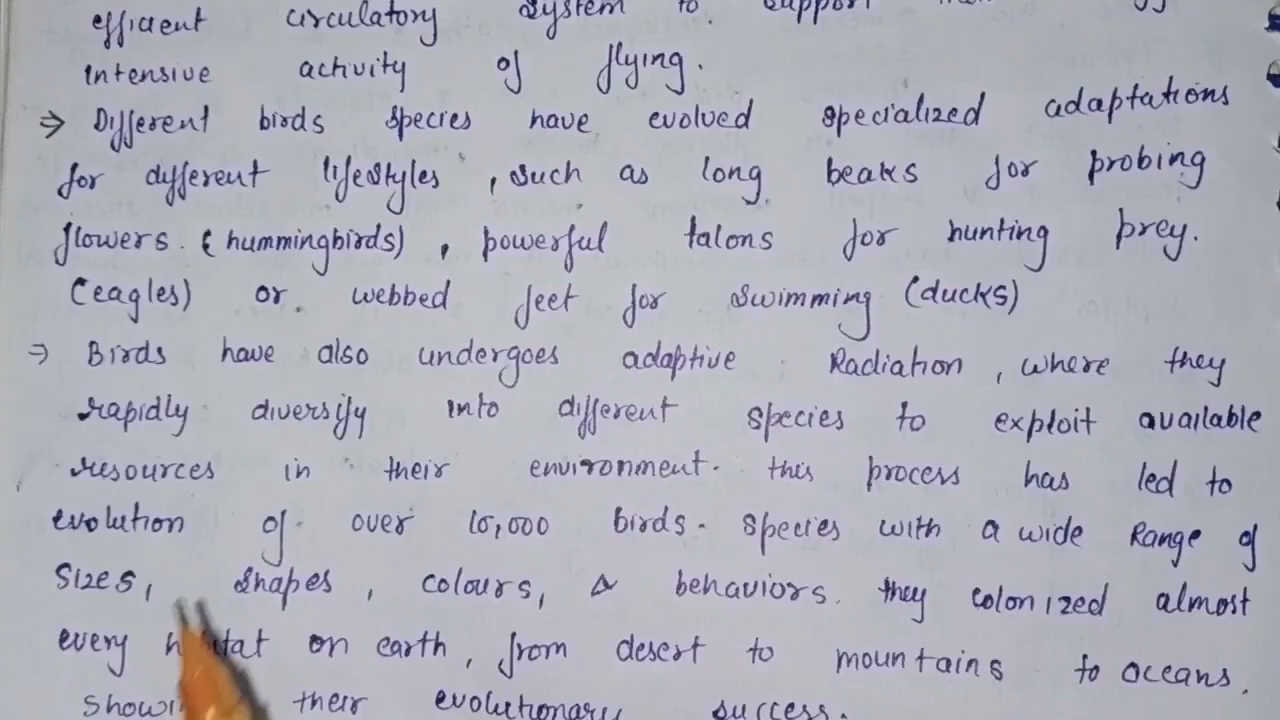 efficient circulatory system to support
intensive activity of flying.
⇒ Different birds species have evolved specialized adaptations
for different lifestyles, such as long beaks for probing
flowers. (hummingbirds), powerful talons for hunting prey.
(eagles) or webbed feet for swimming (ducks)
⇒ Birds have also undergoes adaptive Radiation, where they
rapidly diversify into different species to exploit available
resources in their environment. this process has led to
evolution of over 10,000 birds. species with a wide Range of
sizes, shapes, colours, & behaviors. they colonized almost
every habitat on earth, from desert to mountains to oceans.
their evolutionary success.